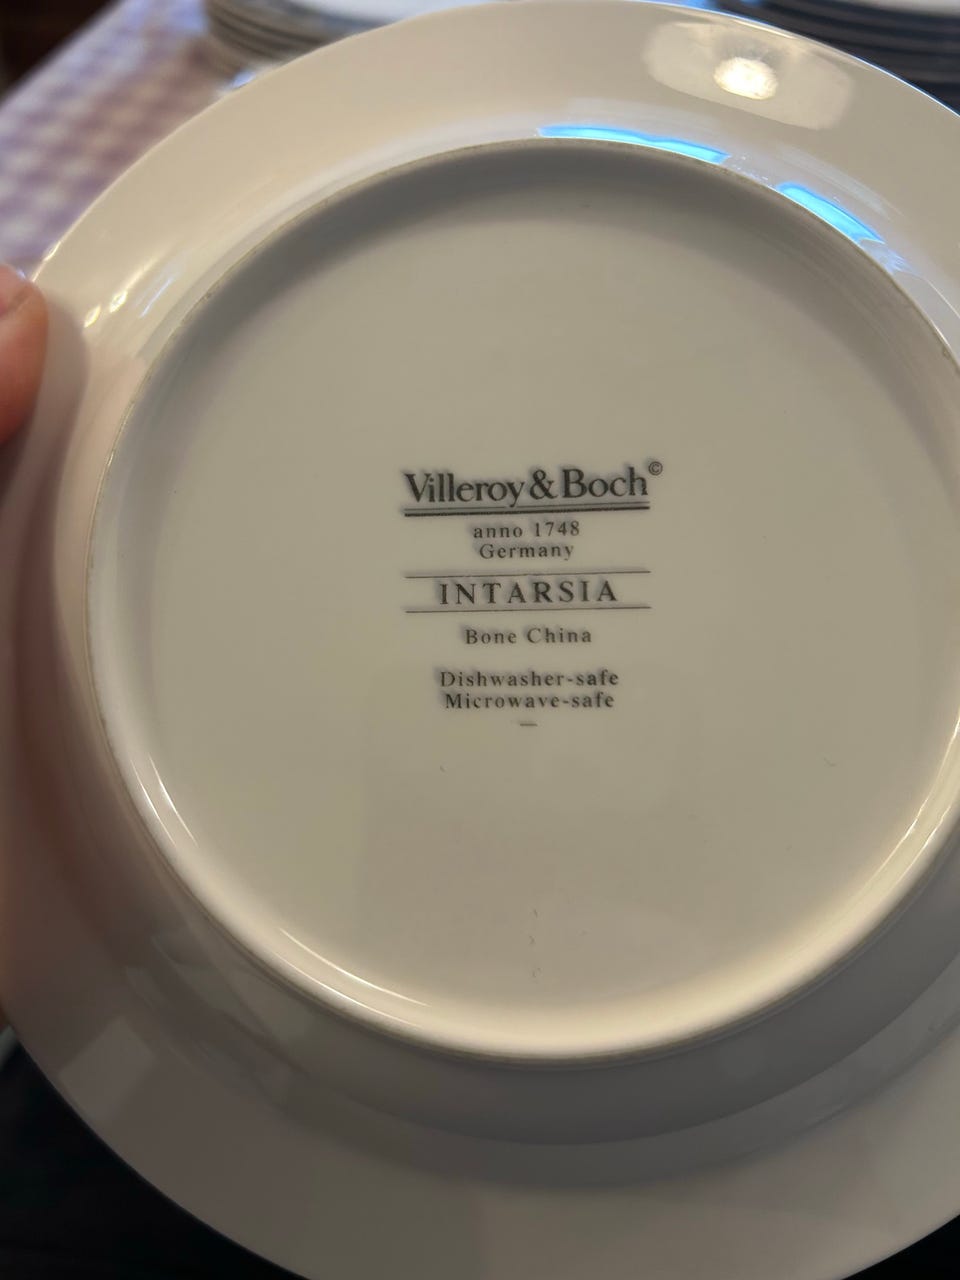 Villeroy & Boch©
anno 1748
Germany
INTARSIA
Bone China
Dishwasher-safe
Microwave-safe